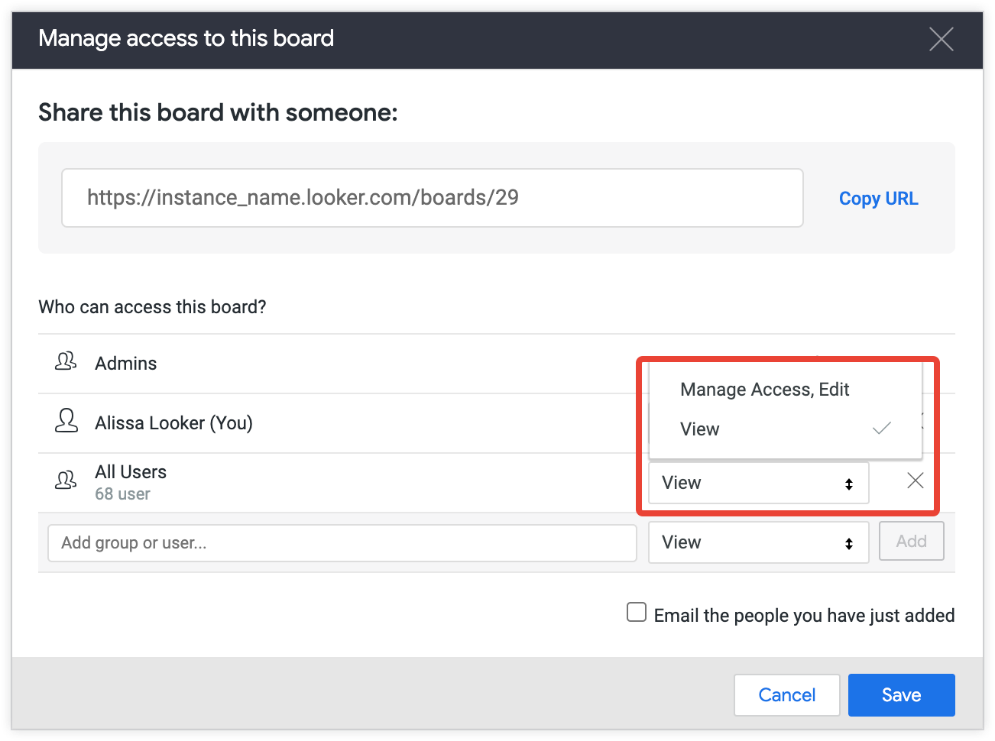 Manage access to this board
Share this board with someone:
https://instance_name.looker.com/boards/29
Copy URL
Who can access this board?
Admins
Manage Access, Edit
Alissa Looker (You)
View
All Users
68 user
View
Add group or user...
View
Add
Email the people you have just added
Cancel
Save